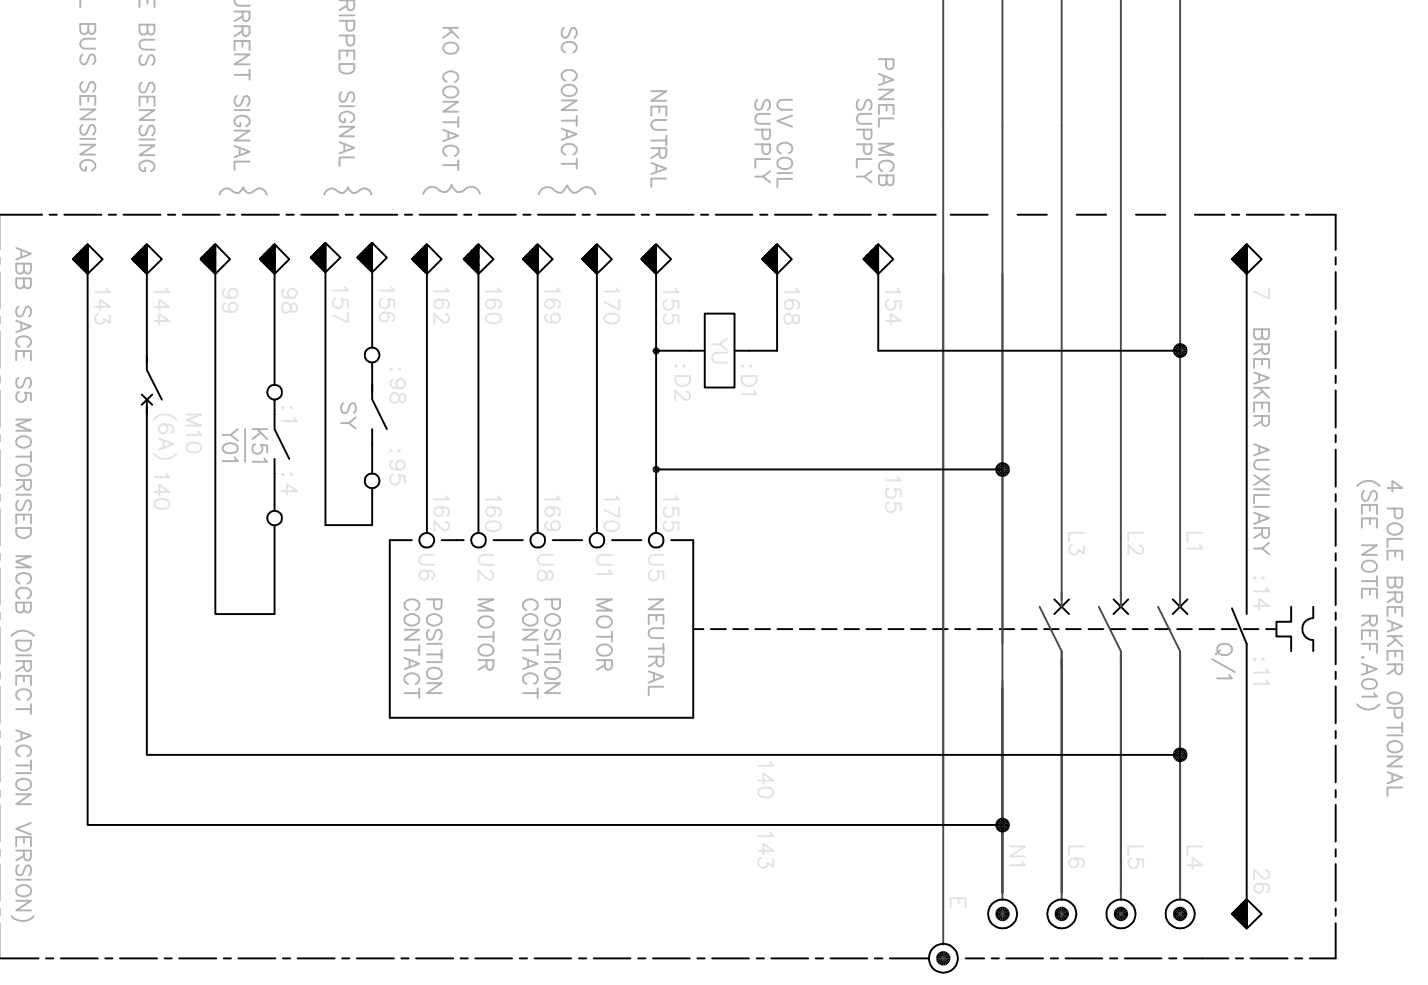 4 POLE BREAKER OPTIONAL
(SEE NOTE REF.A01)
7 BREAKER AUXILIARY :14 :11 26
Q/1
L1 L4
L2 L5
L3 L6
N1
E
PANEL MCB
SUPPLY
154
155
UV COIL
SUPPLY
168
:D1
YU
:D2
140 143
NEUTRAL
155 155
U5 NEUTRAL
SC CONTACT
170 170
U1 MOTOR
169 169
U8 POSITION
CONTACT
KO CONTACT
160 160
U2 MOTOR
162 162
U6 POSITION
CONTACT
RIPPED SIGNAL
156 :98 :95
157 SY
URRENT SIGNAL
98 :1 :4
K51
Y01
99
E BUS SENSING
144
M10
(6A) 140
L BUS SENSING
143
ABB SACE S5 MOTORISED MCCB (DIRECT ACTION VERSION)